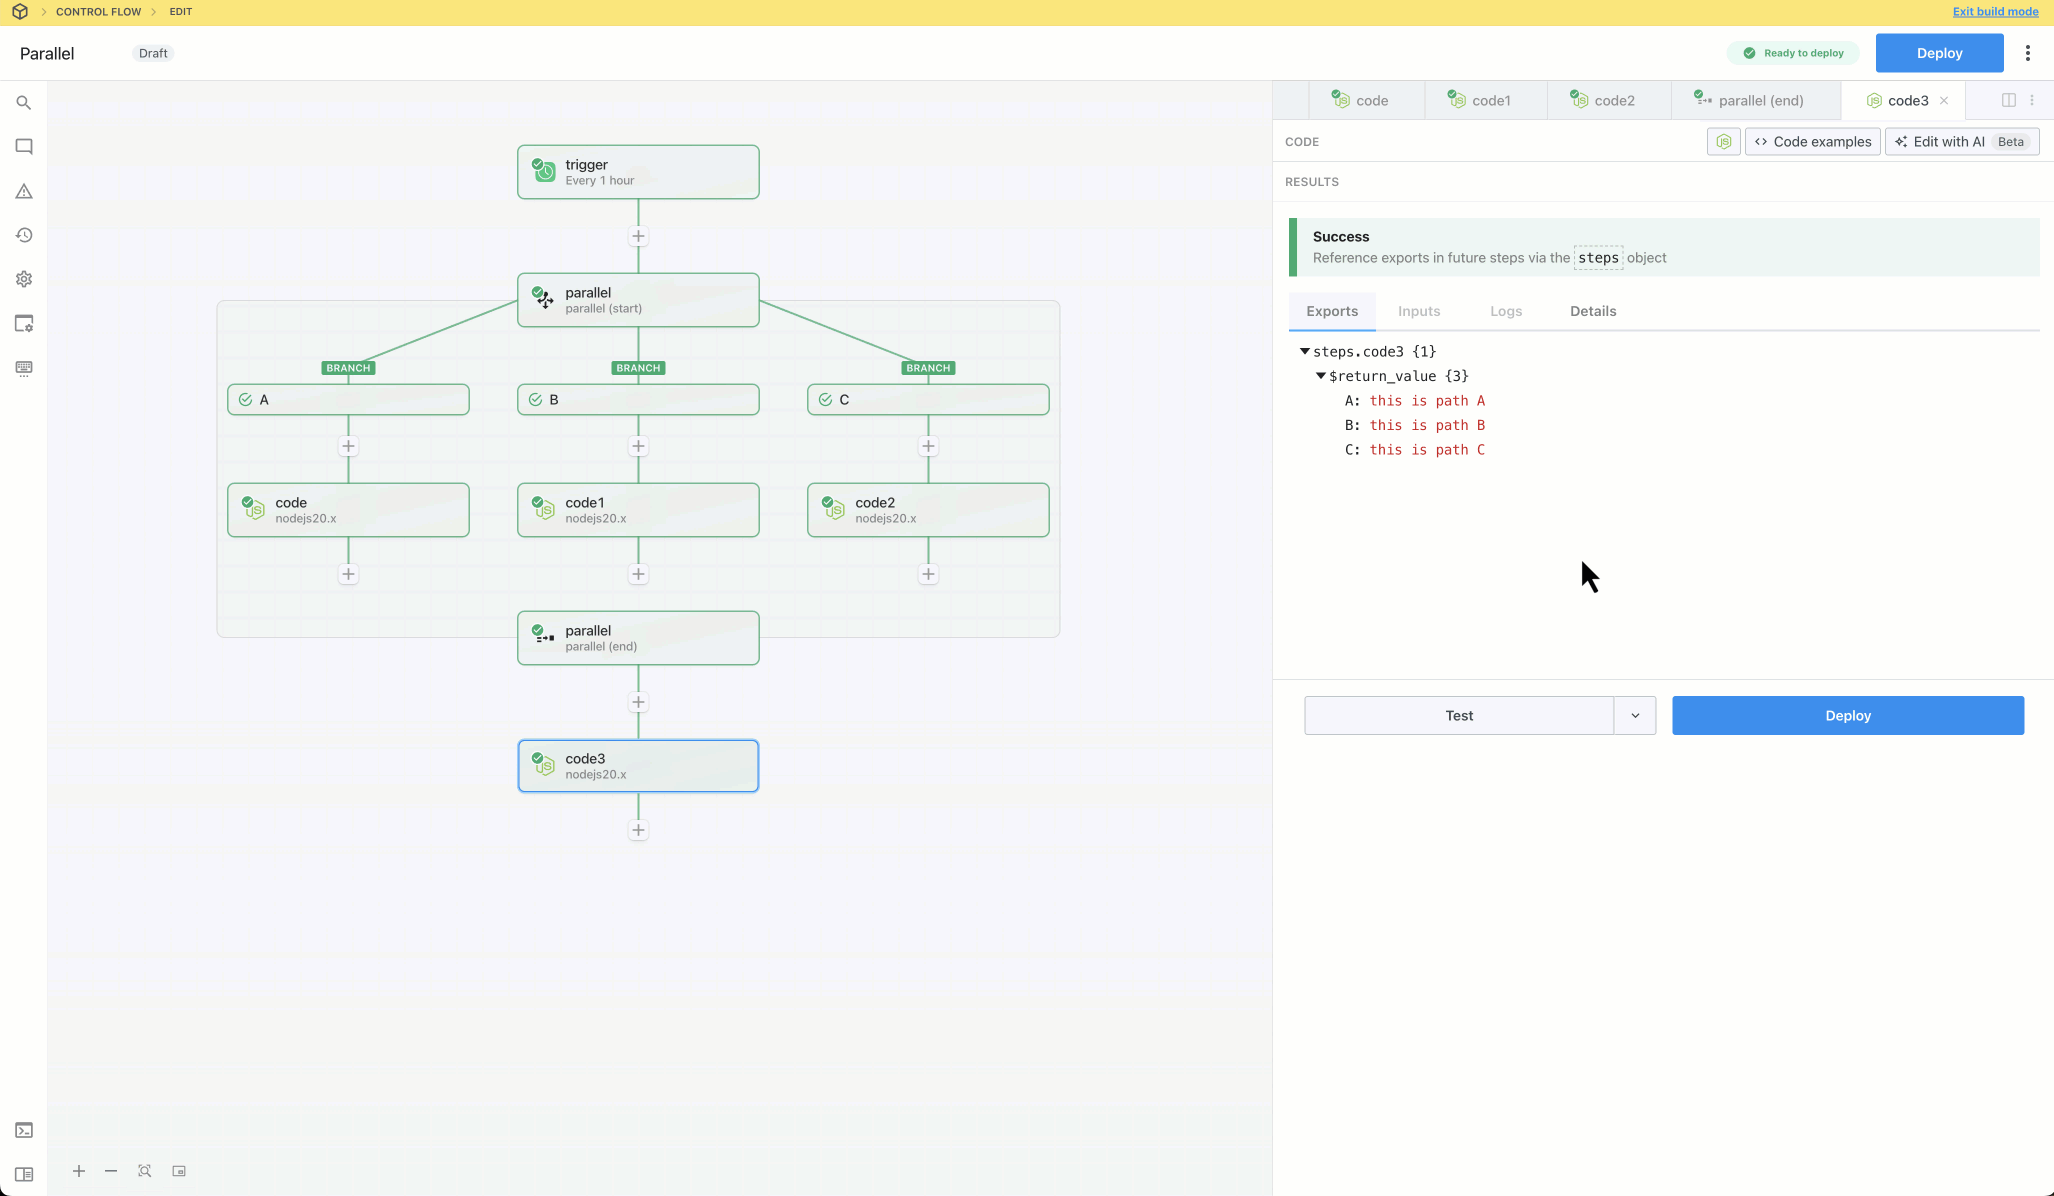 CONTROL FLOW
EDIT
Exit build mode
Parallel
Draft
Ready to deploy
Deploy
trigger
Every 1 hour
parallel
parallel (start)
BRANCH
BRANCH
BRANCH
A
B
C
code
nodejs20.x
code1
nodejs20.x
code2
nodejs20.x
parallel
parallel (end)
code3
nodejs20.x
code
code1
code2
parallel (end)
code3
CODE
Code examples
Edit with AI Beta
RESULTS
Success
Reference exports in future steps via the steps object
Exports
Inputs
Logs
Details
steps.code3 {1}
$return_value {3}
A: this is path A
B: this is path B
C: this is path C
Test
Deploy